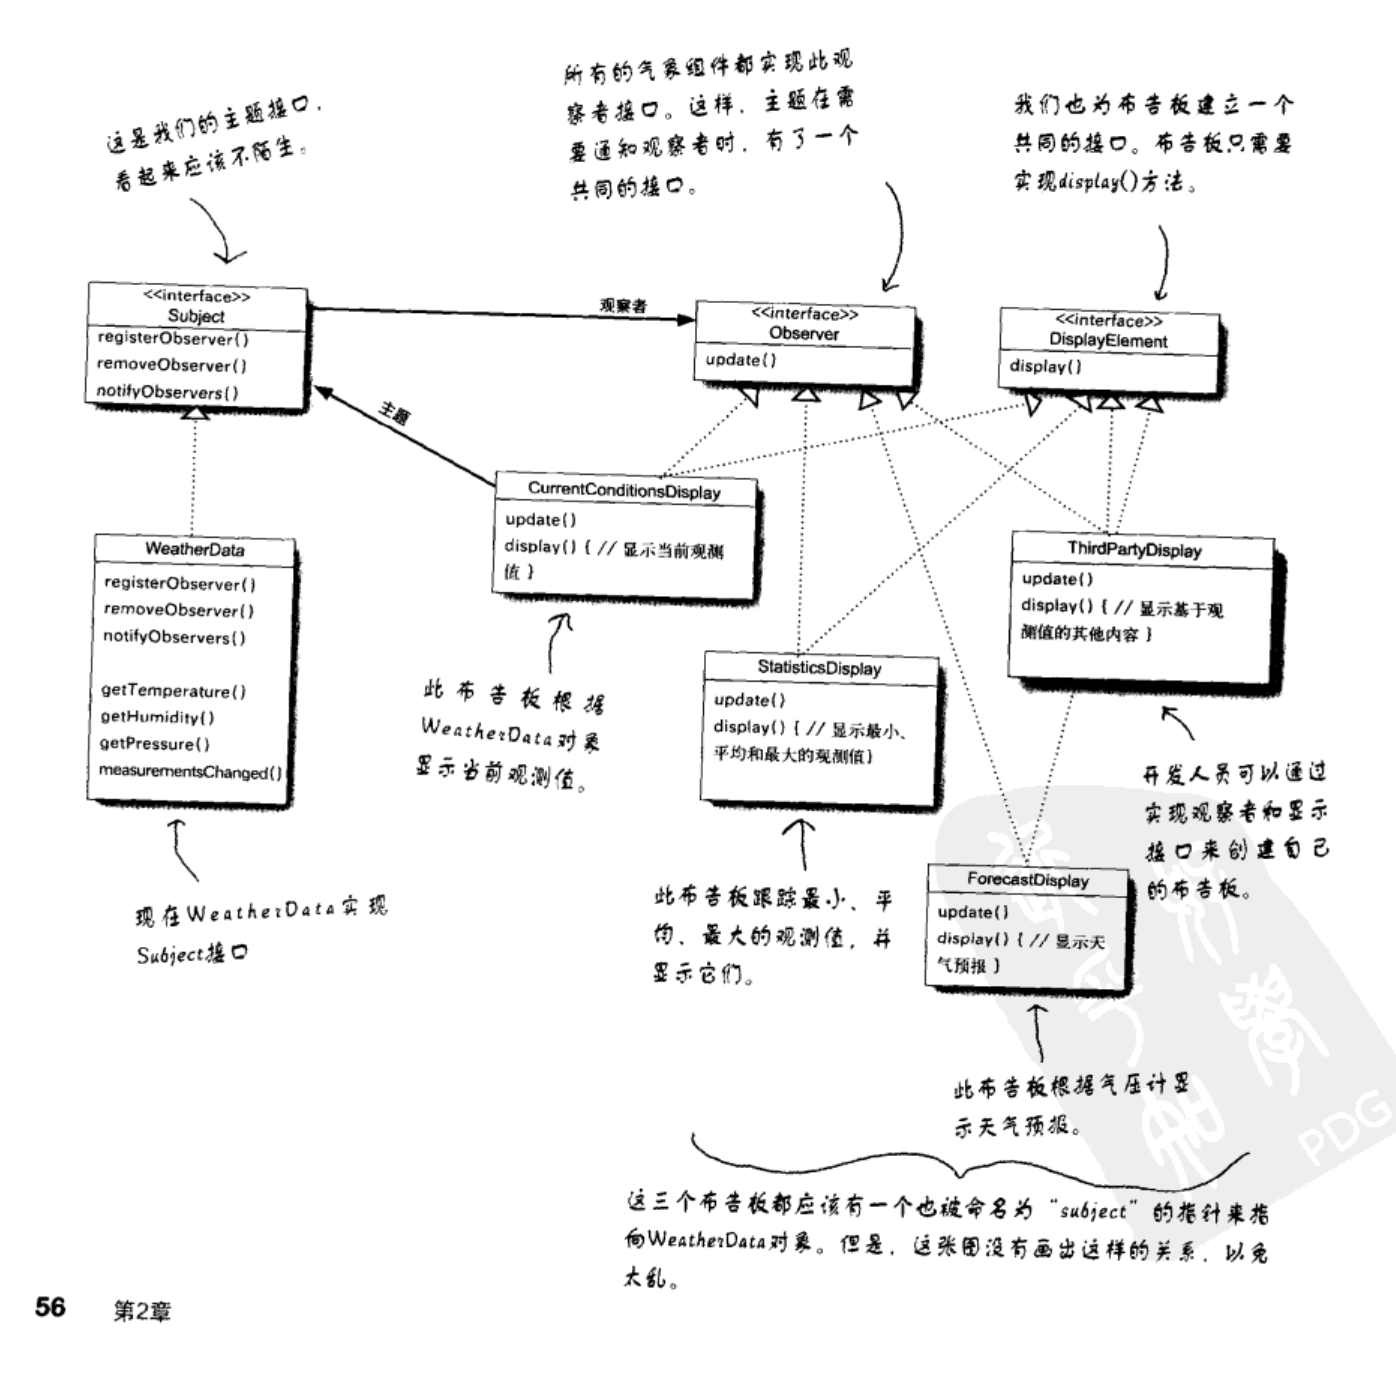 这是我们的主题接口,
看起来应该不陌生。
所有的气象组件都实现此观
察者接口。这样,主题在需
要通知观察者时,有了一个
共同的接口。
我们也为布告板建立一个
共同的接口。布告板只需要
实现display()方法。
<<interface>>
Subject
registerObserver()
removeObserver()
notifyObservers()
观察者
<<interface>>
Observer
update()
<<interface>>
DisplayElement
display()
主题
CurrentConditionsDisplay
update()
display() { // 显示当前观测
值 }
WeatherData
registerObserver()
removeObserver()
notifyObservers()
getTemperature()
getHumidity()
getPressure()
measurementsChanged()
ThirdPartyDisplay
update()
display() { // 显示基于观
测值的其他内容 }
StatisticsDisplay
update()
display() { // 显示最小、
平均和最大的观测值}
此布告板根据
WeatherData对象
显示当前观测值。
开发人员可以通过
实现观察者和显示
接口来创建自己
的布告板。
现在WeatherData实现
Subject接口
此布告板跟踪最小、平
均、最大的观测值,并
显示它们。
ForecastDisplay
update()
display() { // 显示天
气预报 }
此布告板根据气压计显
示天气预报。
这三个布告板都应该有一个也被命名为“subject”的指针来指
向WeatherData对象。但是,这张图没有画出这样的关系,以免
太乱。
PDG
56 第2章